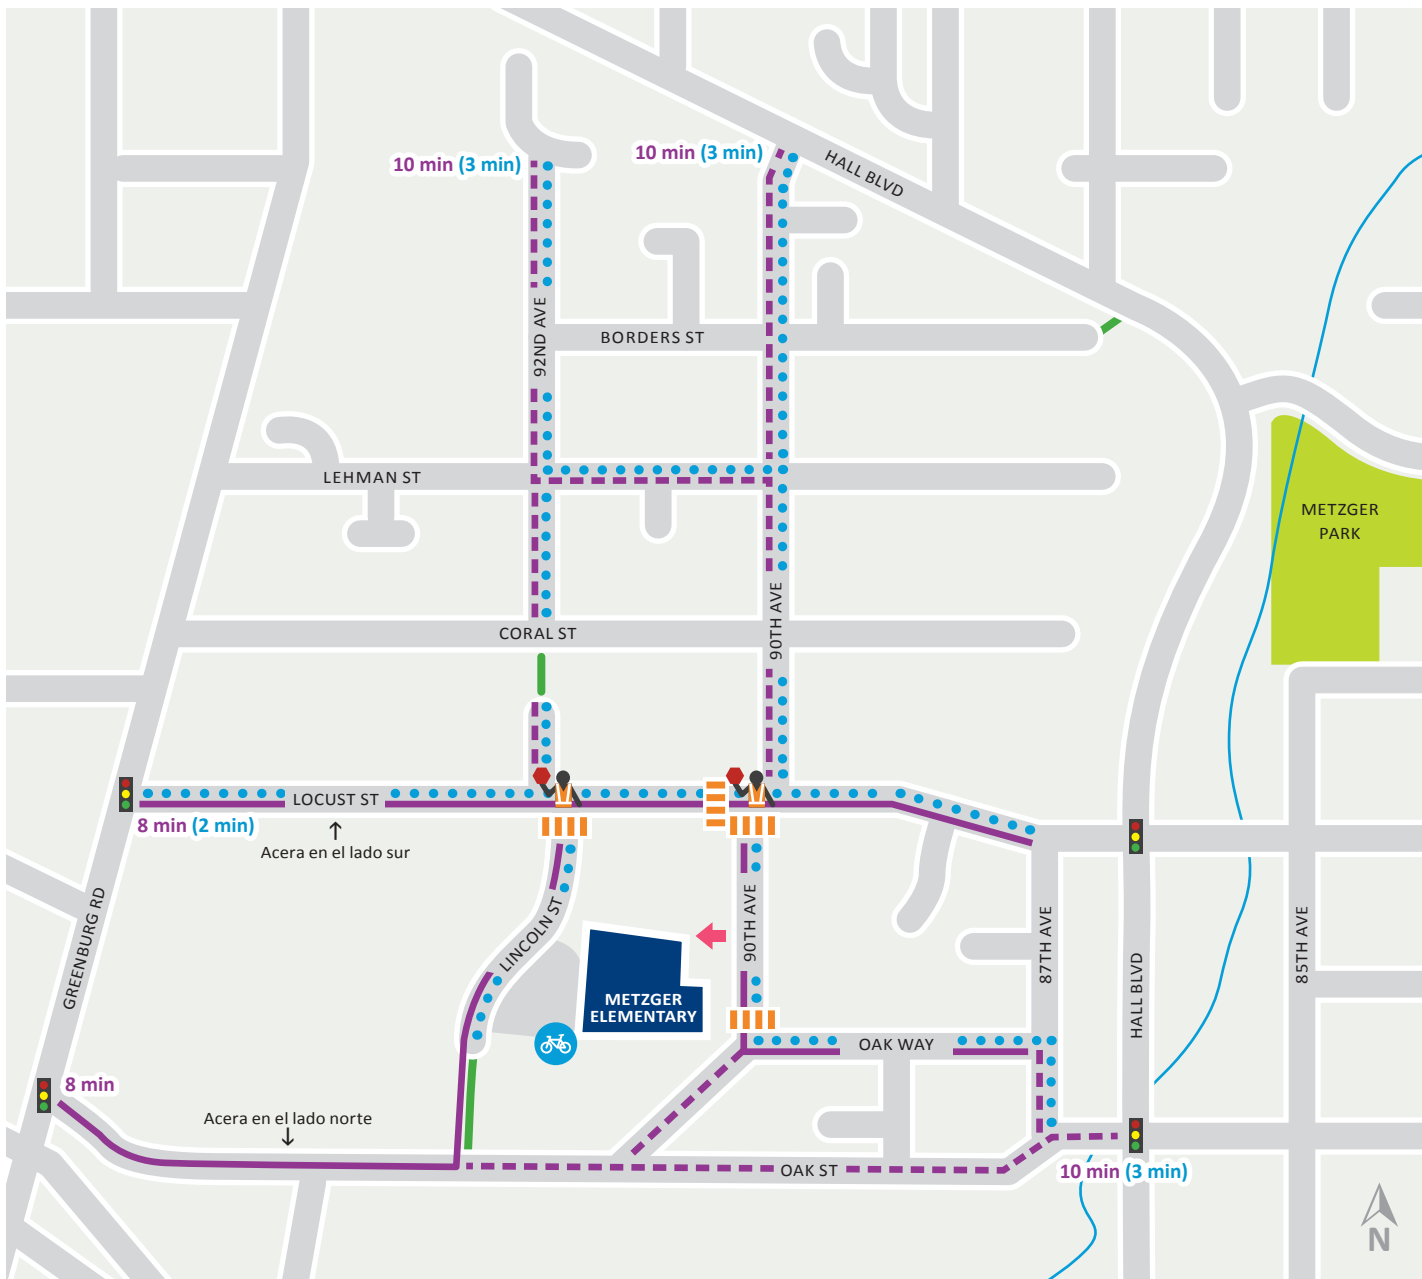 10 min (3 min)
10 min (3 min)
HALL BLVD
92ND AVE
BORDERS ST
LEHMAN ST
METZGER
PARK
90TH AVE
CORAL ST
LOCUST ST
8 min (2 min)
Acera en el lado sur
GREENBURG RD
LINCOLN ST
90TH AVE
87TH AVE
HALL BLVD
85TH AVE
METZGER
ELEMENTARY
OAK WAY
8 min
Acera en el lado norte
OAK ST
10 min (3 min)
N